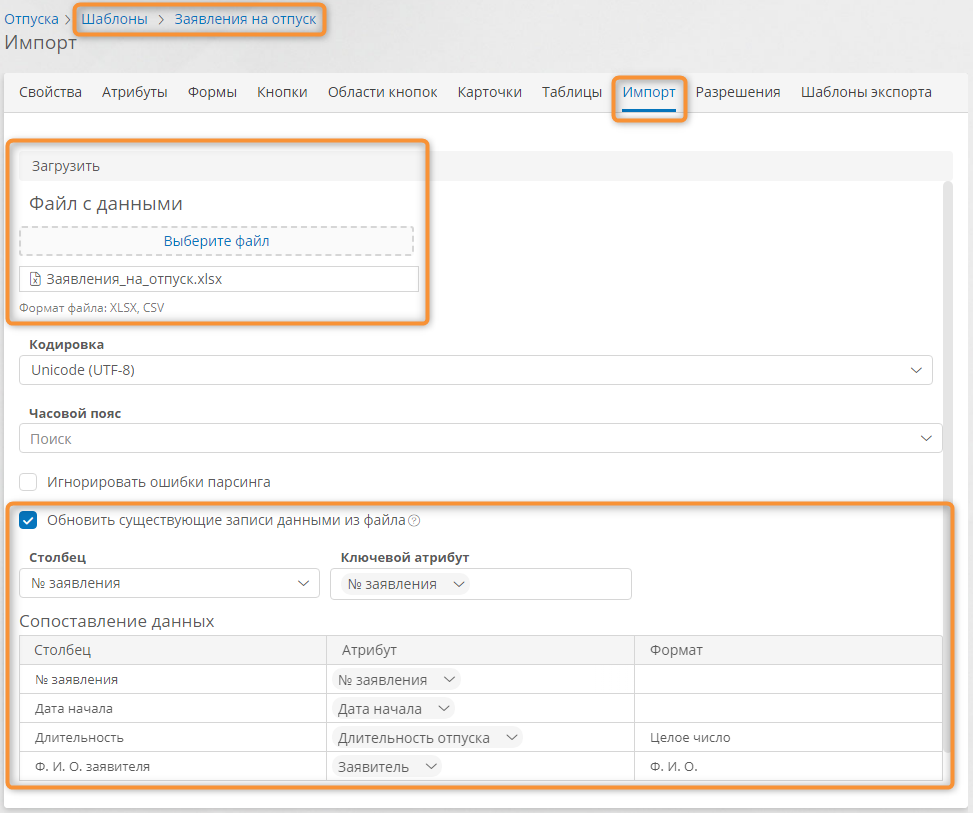 Отпуска > Шаблоны > Заявления на отпуск
Импорт
Свойства Атрибуты Формы Кнопки Области кнопок Карточки Таблицы Импорт Разрешения Шаблоны экспорта
Загрузить
Файл с данными
Выберите файл
Заявления_на_отпуск.xlsx
Формат файла: XLSX, CSV
Кодировка
Unicode (UTF-8)
Часовой пояс
Поиск
Игнорировать ошибки парсинга
Обновить существующие записи данными из файла
Столбец Ключевой атрибут
№ заявления № заявления
Сопоставление данных
Столбец Атрибут Формат
№ заявления № заявления
Дата начала Дата начала
Длительность Длительность отпуска Целое число
Ф. И. О. заявителя Заявитель Ф. И. О.